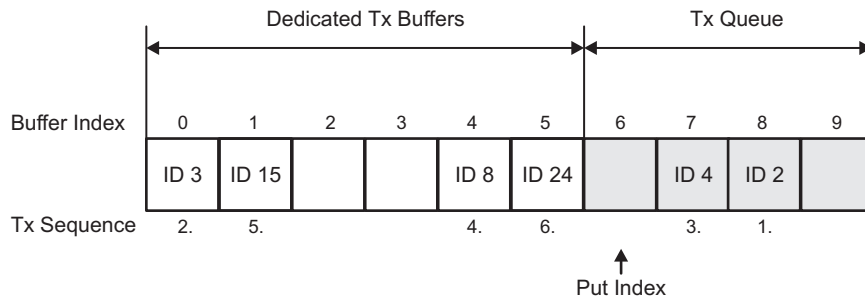 Dedicated Tx Buffers Tx Queue
Buffer Index 0 1 2 3 4 5 6 7 8 9
ID 3 ID 15 ID 8 ID 24 ID 4 ID 2
Tx Sequence 2. 5. 4. 6. 3. 1.
Put Index